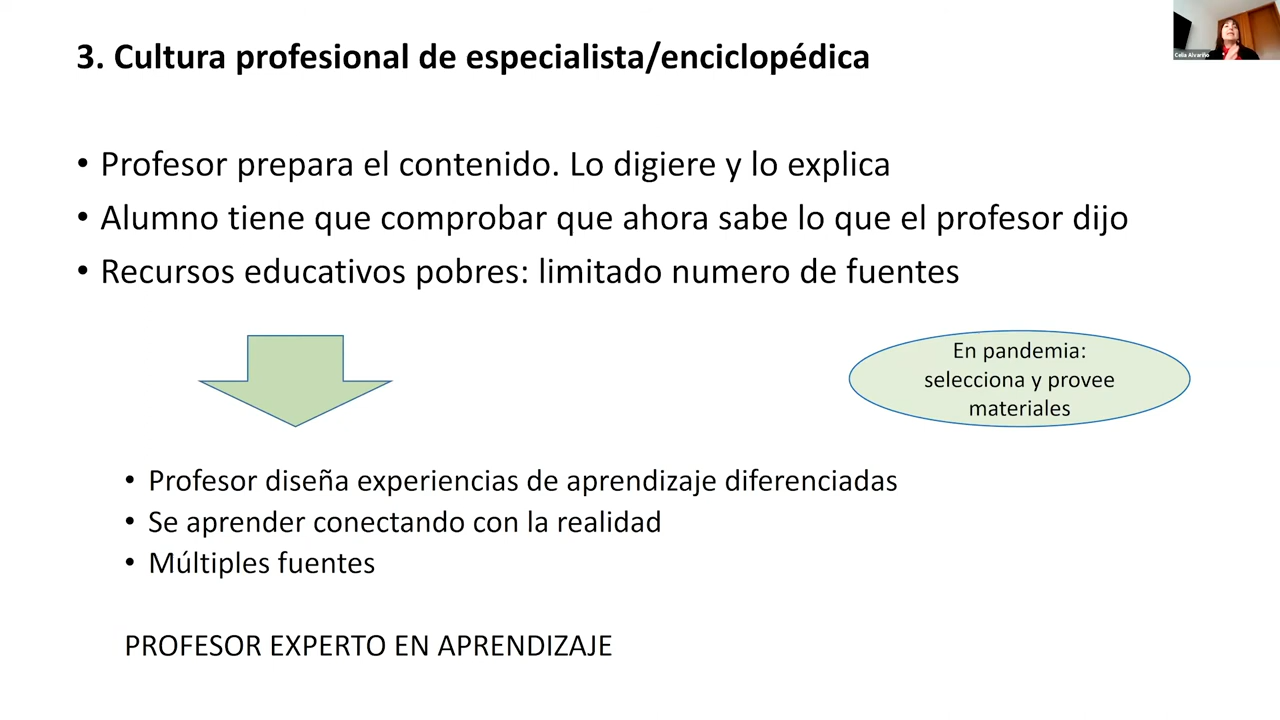 3. Cultura profesional de especialista/enciclopédica
Celia Alvariño
• Profesor prepara el contenido. Lo digiere y lo explica
• Alumno tiene que comprobar que ahora sabe lo que el profesor dijo
• Recursos educativos pobres: limitado numero de fuentes
En pandemia:
selecciona y provee
materiales
• Profesor diseña experiencias de aprendizaje diferenciadas
• Se aprender conectando con la realidad
• Múltiples fuentes
PROFESOR EXPERTO EN APRENDIZAJE